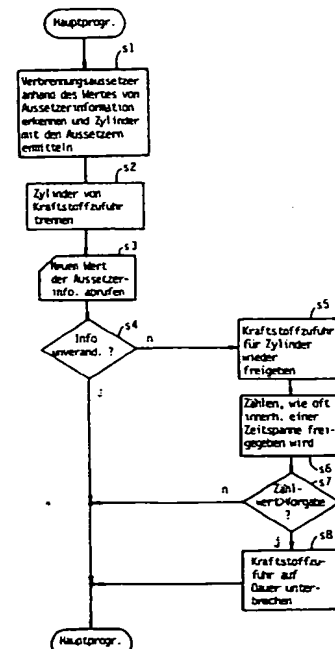 Hauptprogr.
s1
Verbrennungsaussetzer
anhand des Wertes von
Aussetzerinformation
erkennen und Zylinder
mit den Aussetzern
ermitteln
s2
Zylinder von
Kraftstoffzufuhr
trennen
s3
Neuen Wert
der Aussetzer-
info. abrufen
s4
Info
unverand. ?
n
j
s5
Kraftstoffzufuhr
für Zylinder
wieder
freigeben
Zählen, wie oft
innerh. einer
Zeitspanne frei-
gegeben wird
s6
s7
Zähl-
wert>Vorgabe
?
n
j
s8
Kraftstoffzu-
fuhr auf
Dauer unter-
brechen
Hauptprogr.